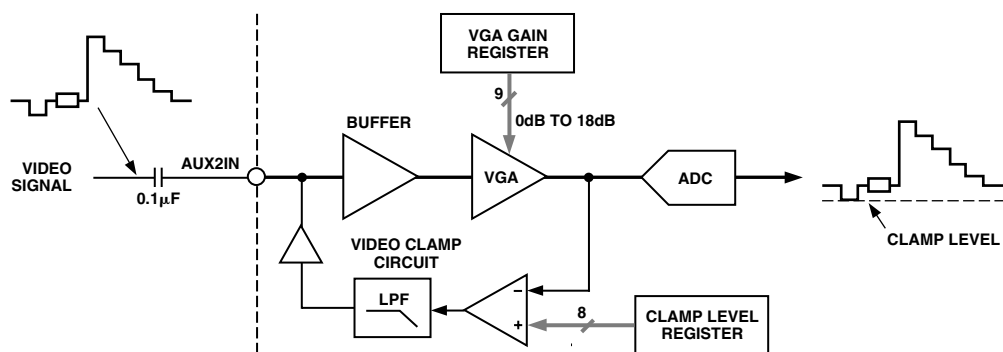 VGA GAIN
REGISTER
9
0dB TO 18dB
BUFFER
VIDEO
SIGNAL
AUX2IN
0.1μF
VGA
ADC
CLAMP LEVEL
VIDEO CLAMP
CIRCUIT
LPF
–
+
8
CLAMP LEVEL
REGISTER